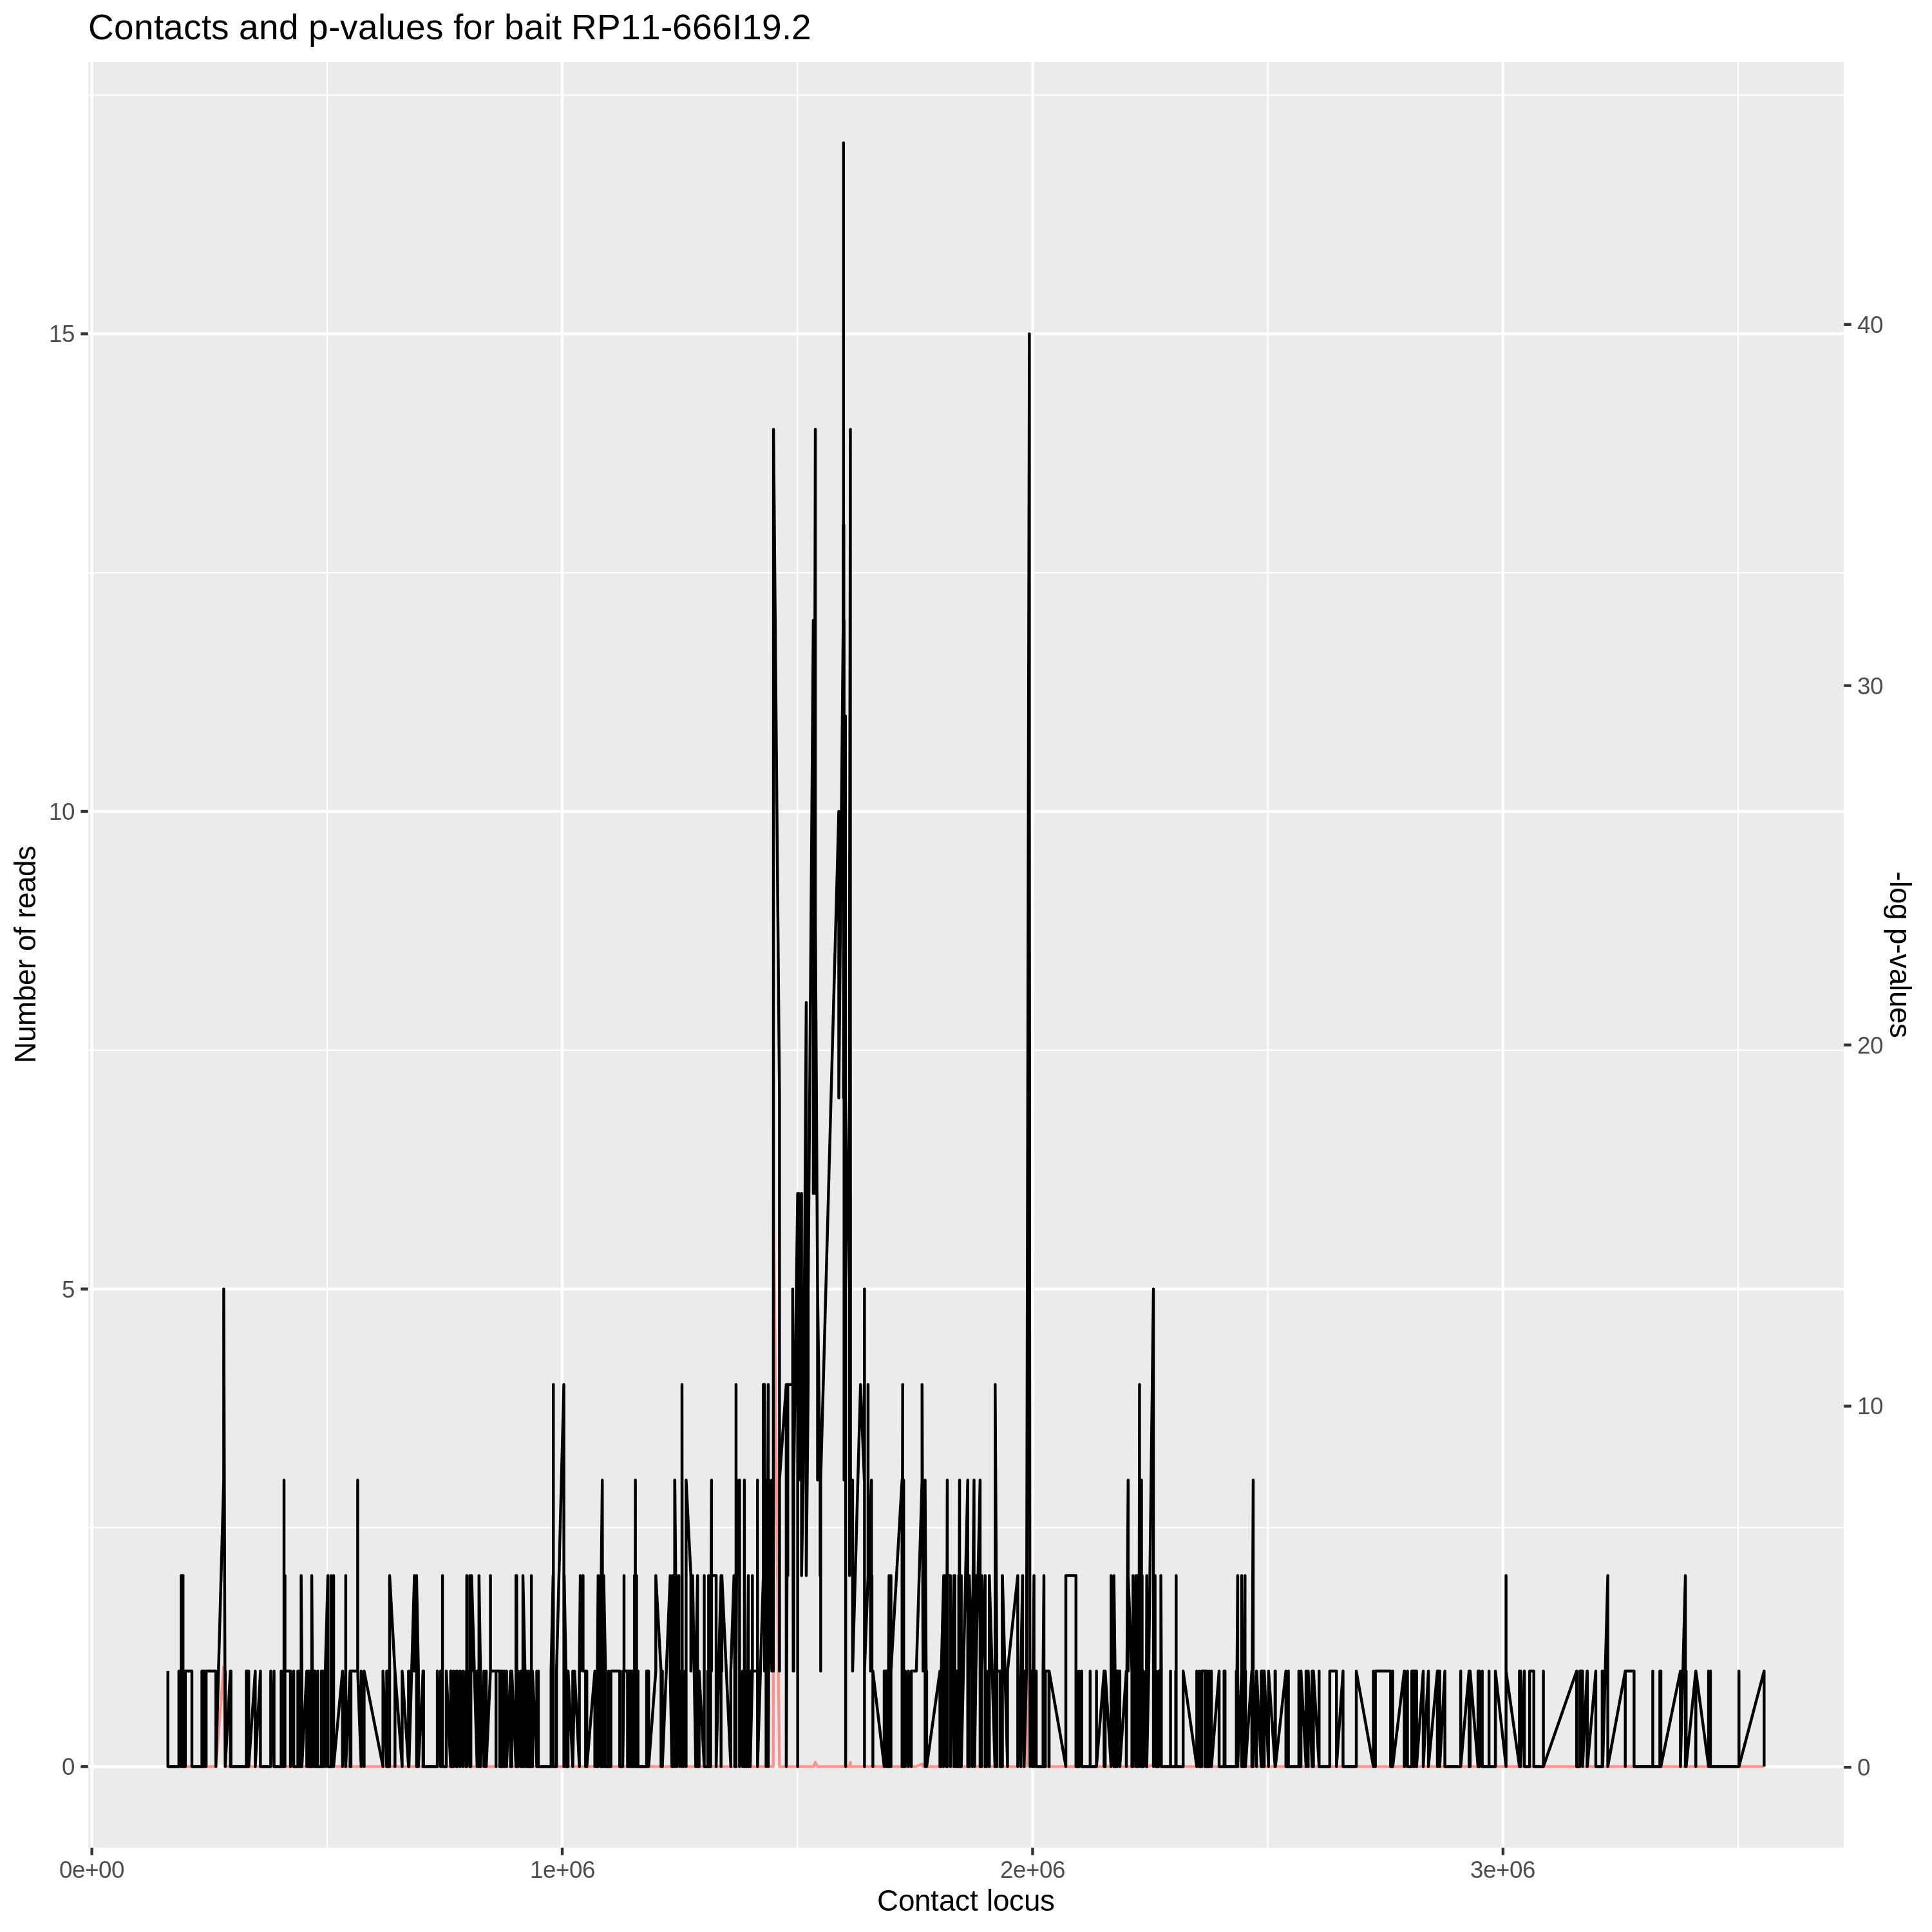 Contacts and p-values for bait RP11-666I19.2
15
10
5
0
40
30
20
10
0
Number of reads
-log p-values
0e+00
1e+06
2e+06
3e+06
Contact locus